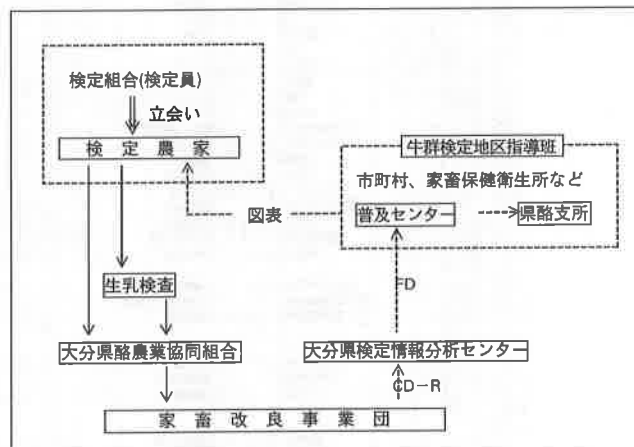 検定組合(検定員)
立会い
検定農家
牛群検定地区指導班
市町村、家畜保健衛生所など
図表
普及センター
県酪支所
生乳検査
FD
大分県酪農業協同組合
大分県検定情報分析センター
CD-R
家畜改良事業団